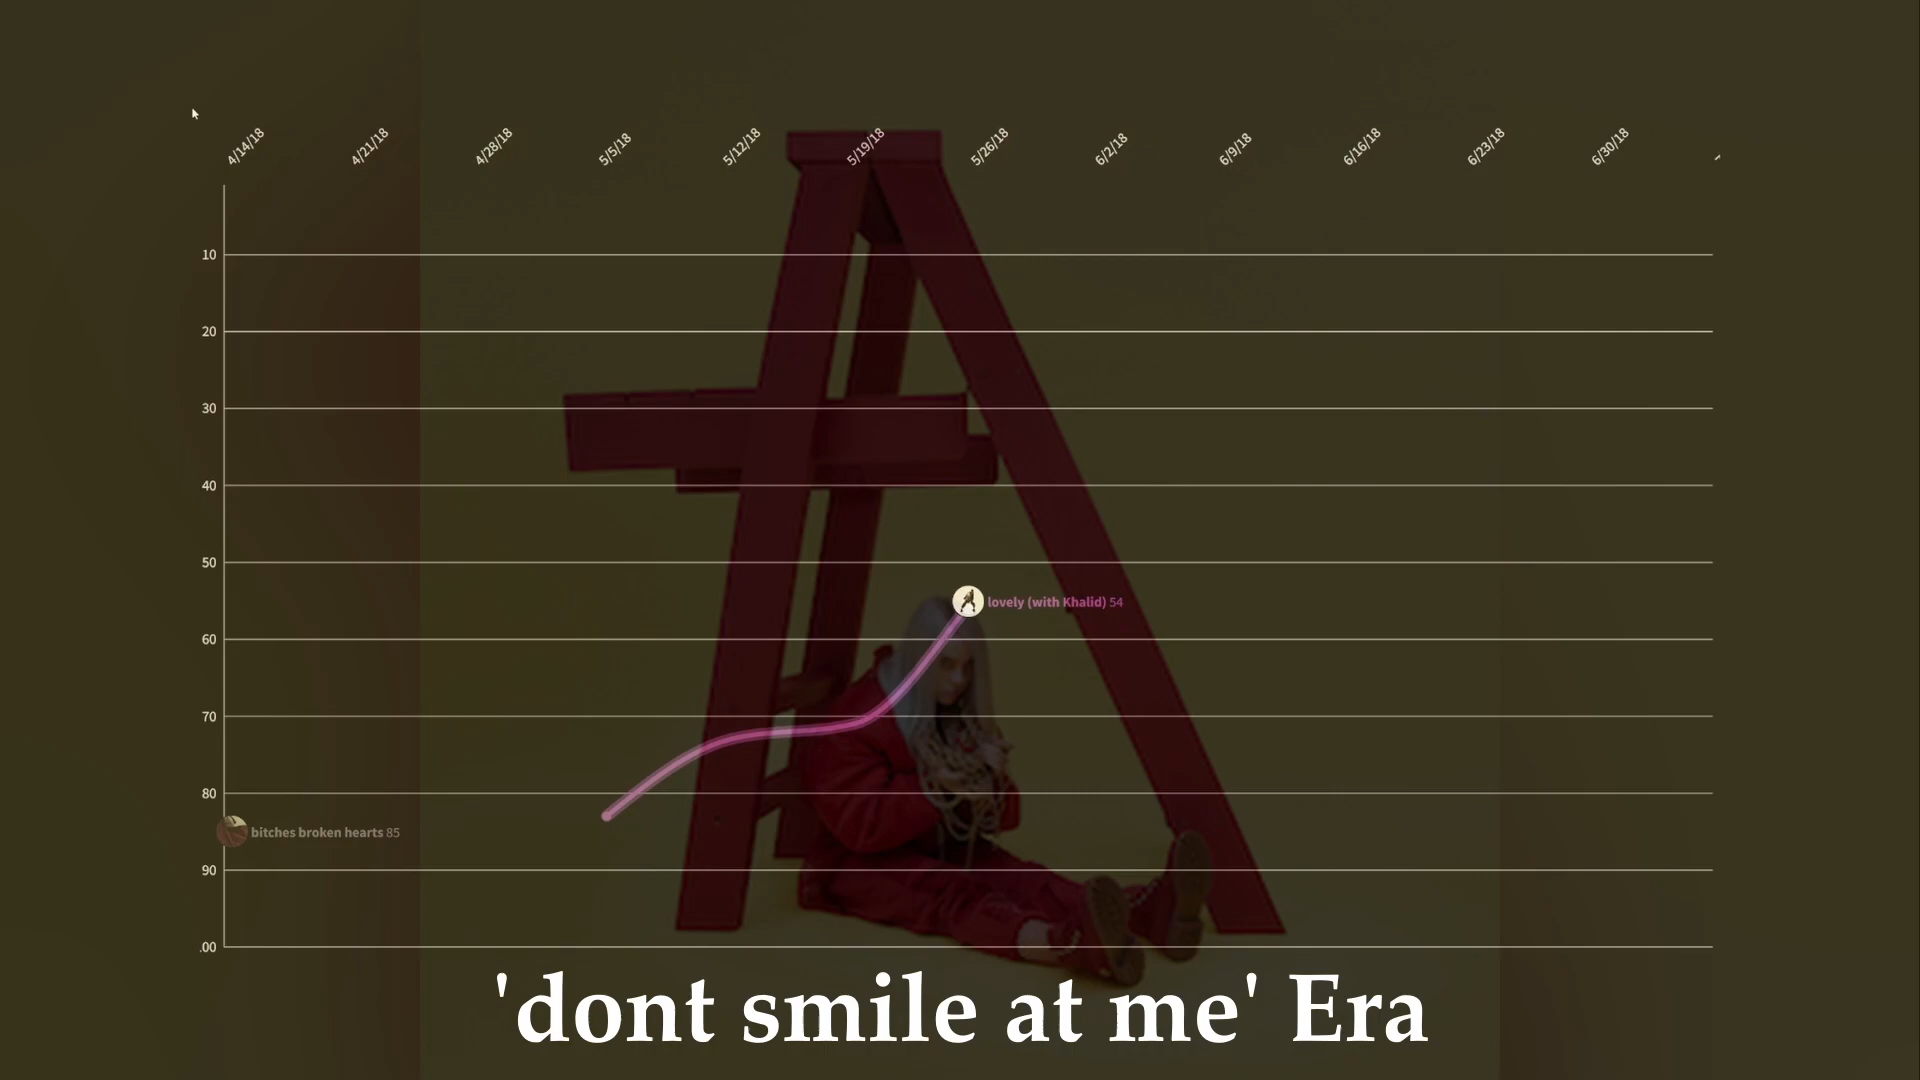 4/14/18 4/21/18 4/28/18 5/5/18 5/12/18 5/19/18 5/26/18 6/2/18 6/9/18 6/16/18 6/23/18 6/30/18
10
20
30
40
50
lovely (with Khalid) 54
60
70
80
bitches broken hearts 85
90
00
'dont smile at me' Era